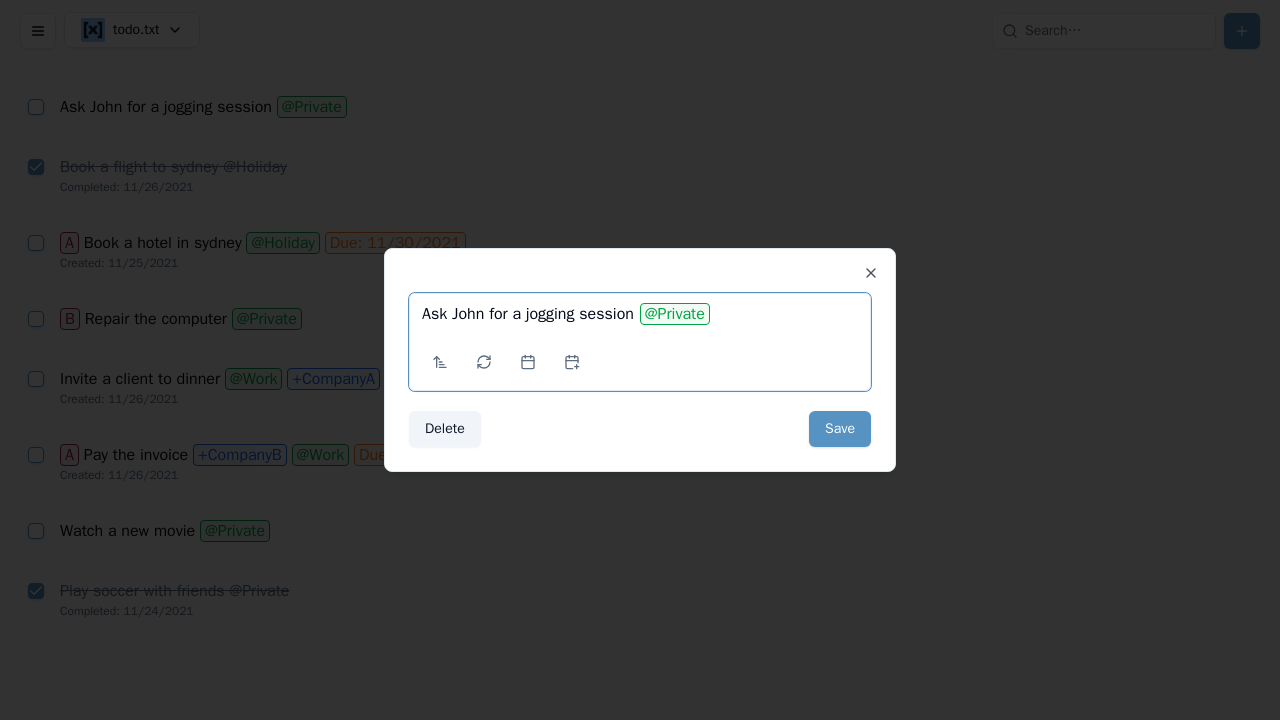 [x] todo.txt
Search…
Ask John for a jogging session @Private
Book a flight to sydney @Holiday
Completed: 11/26/2021
A Book a hotel in sydney @Holiday Due: 11/30/2021
Created: 11/25/2021
B Repair the computer @Private
Invite a client to dinner @Work +CompanyA
Created: 11/26/2021
A Pay the invoice +CompanyB @Work Due
Created: 11/26/2021
Watch a new movie @Private
Play soccer with friends @Private
Completed: 11/24/2021
Ask John for a jogging session @Private
Delete
Save